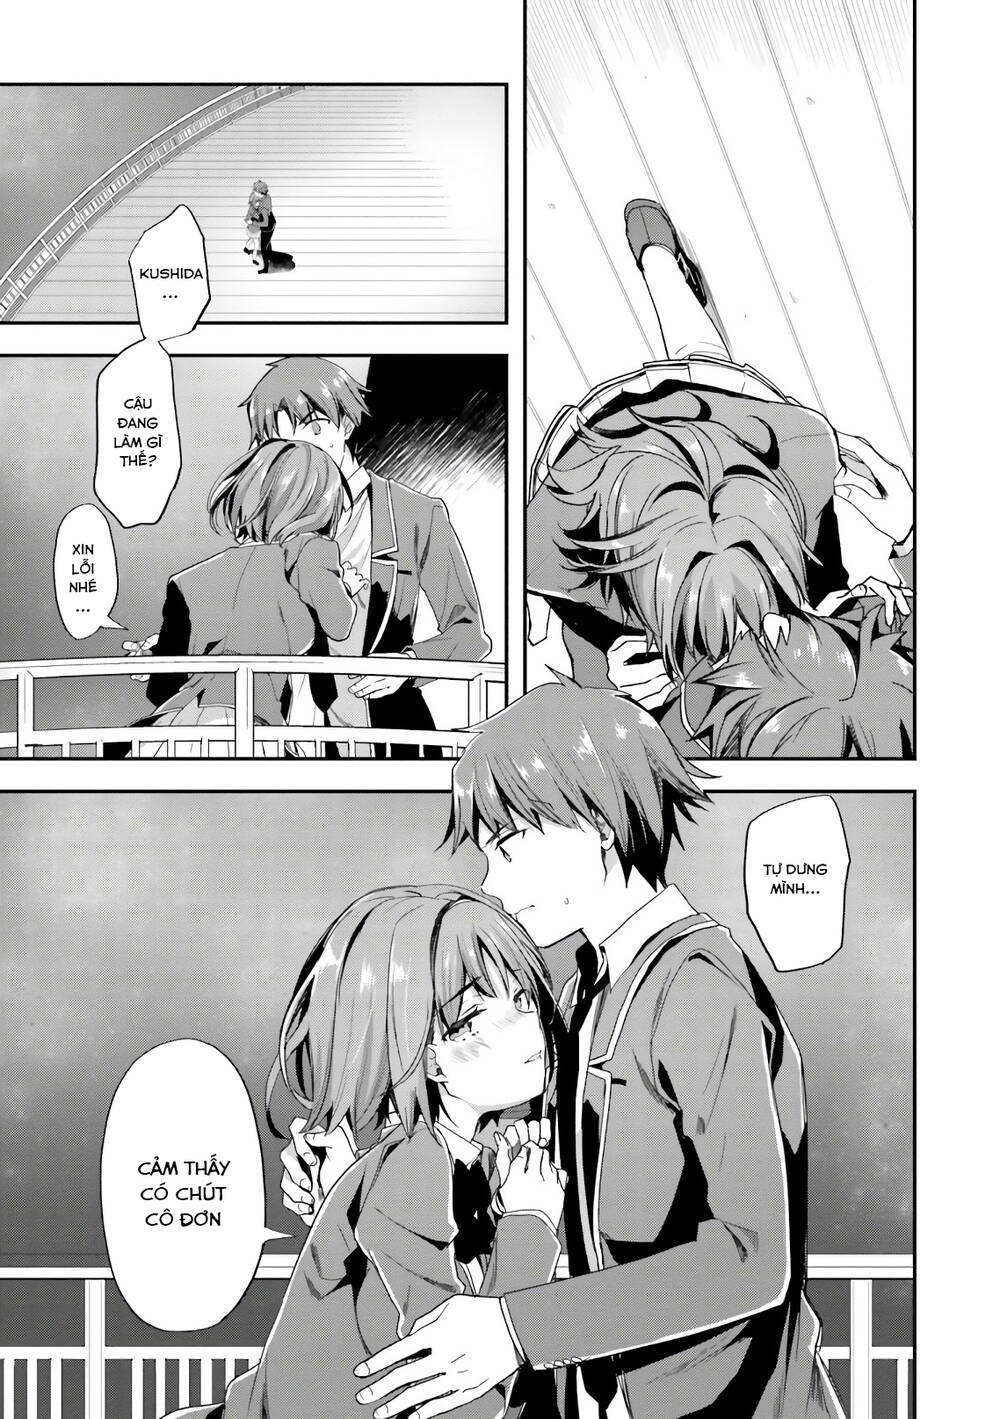 KUSHIDA
...
CẬU
ĐANG
LÀM GÌ
THẾ?
XIN
LỖI
NHÉ
...
TỰ DƯNG
MÌNH...
CẢM THẤY
CÓ CHÚT
CÔ ĐƠN